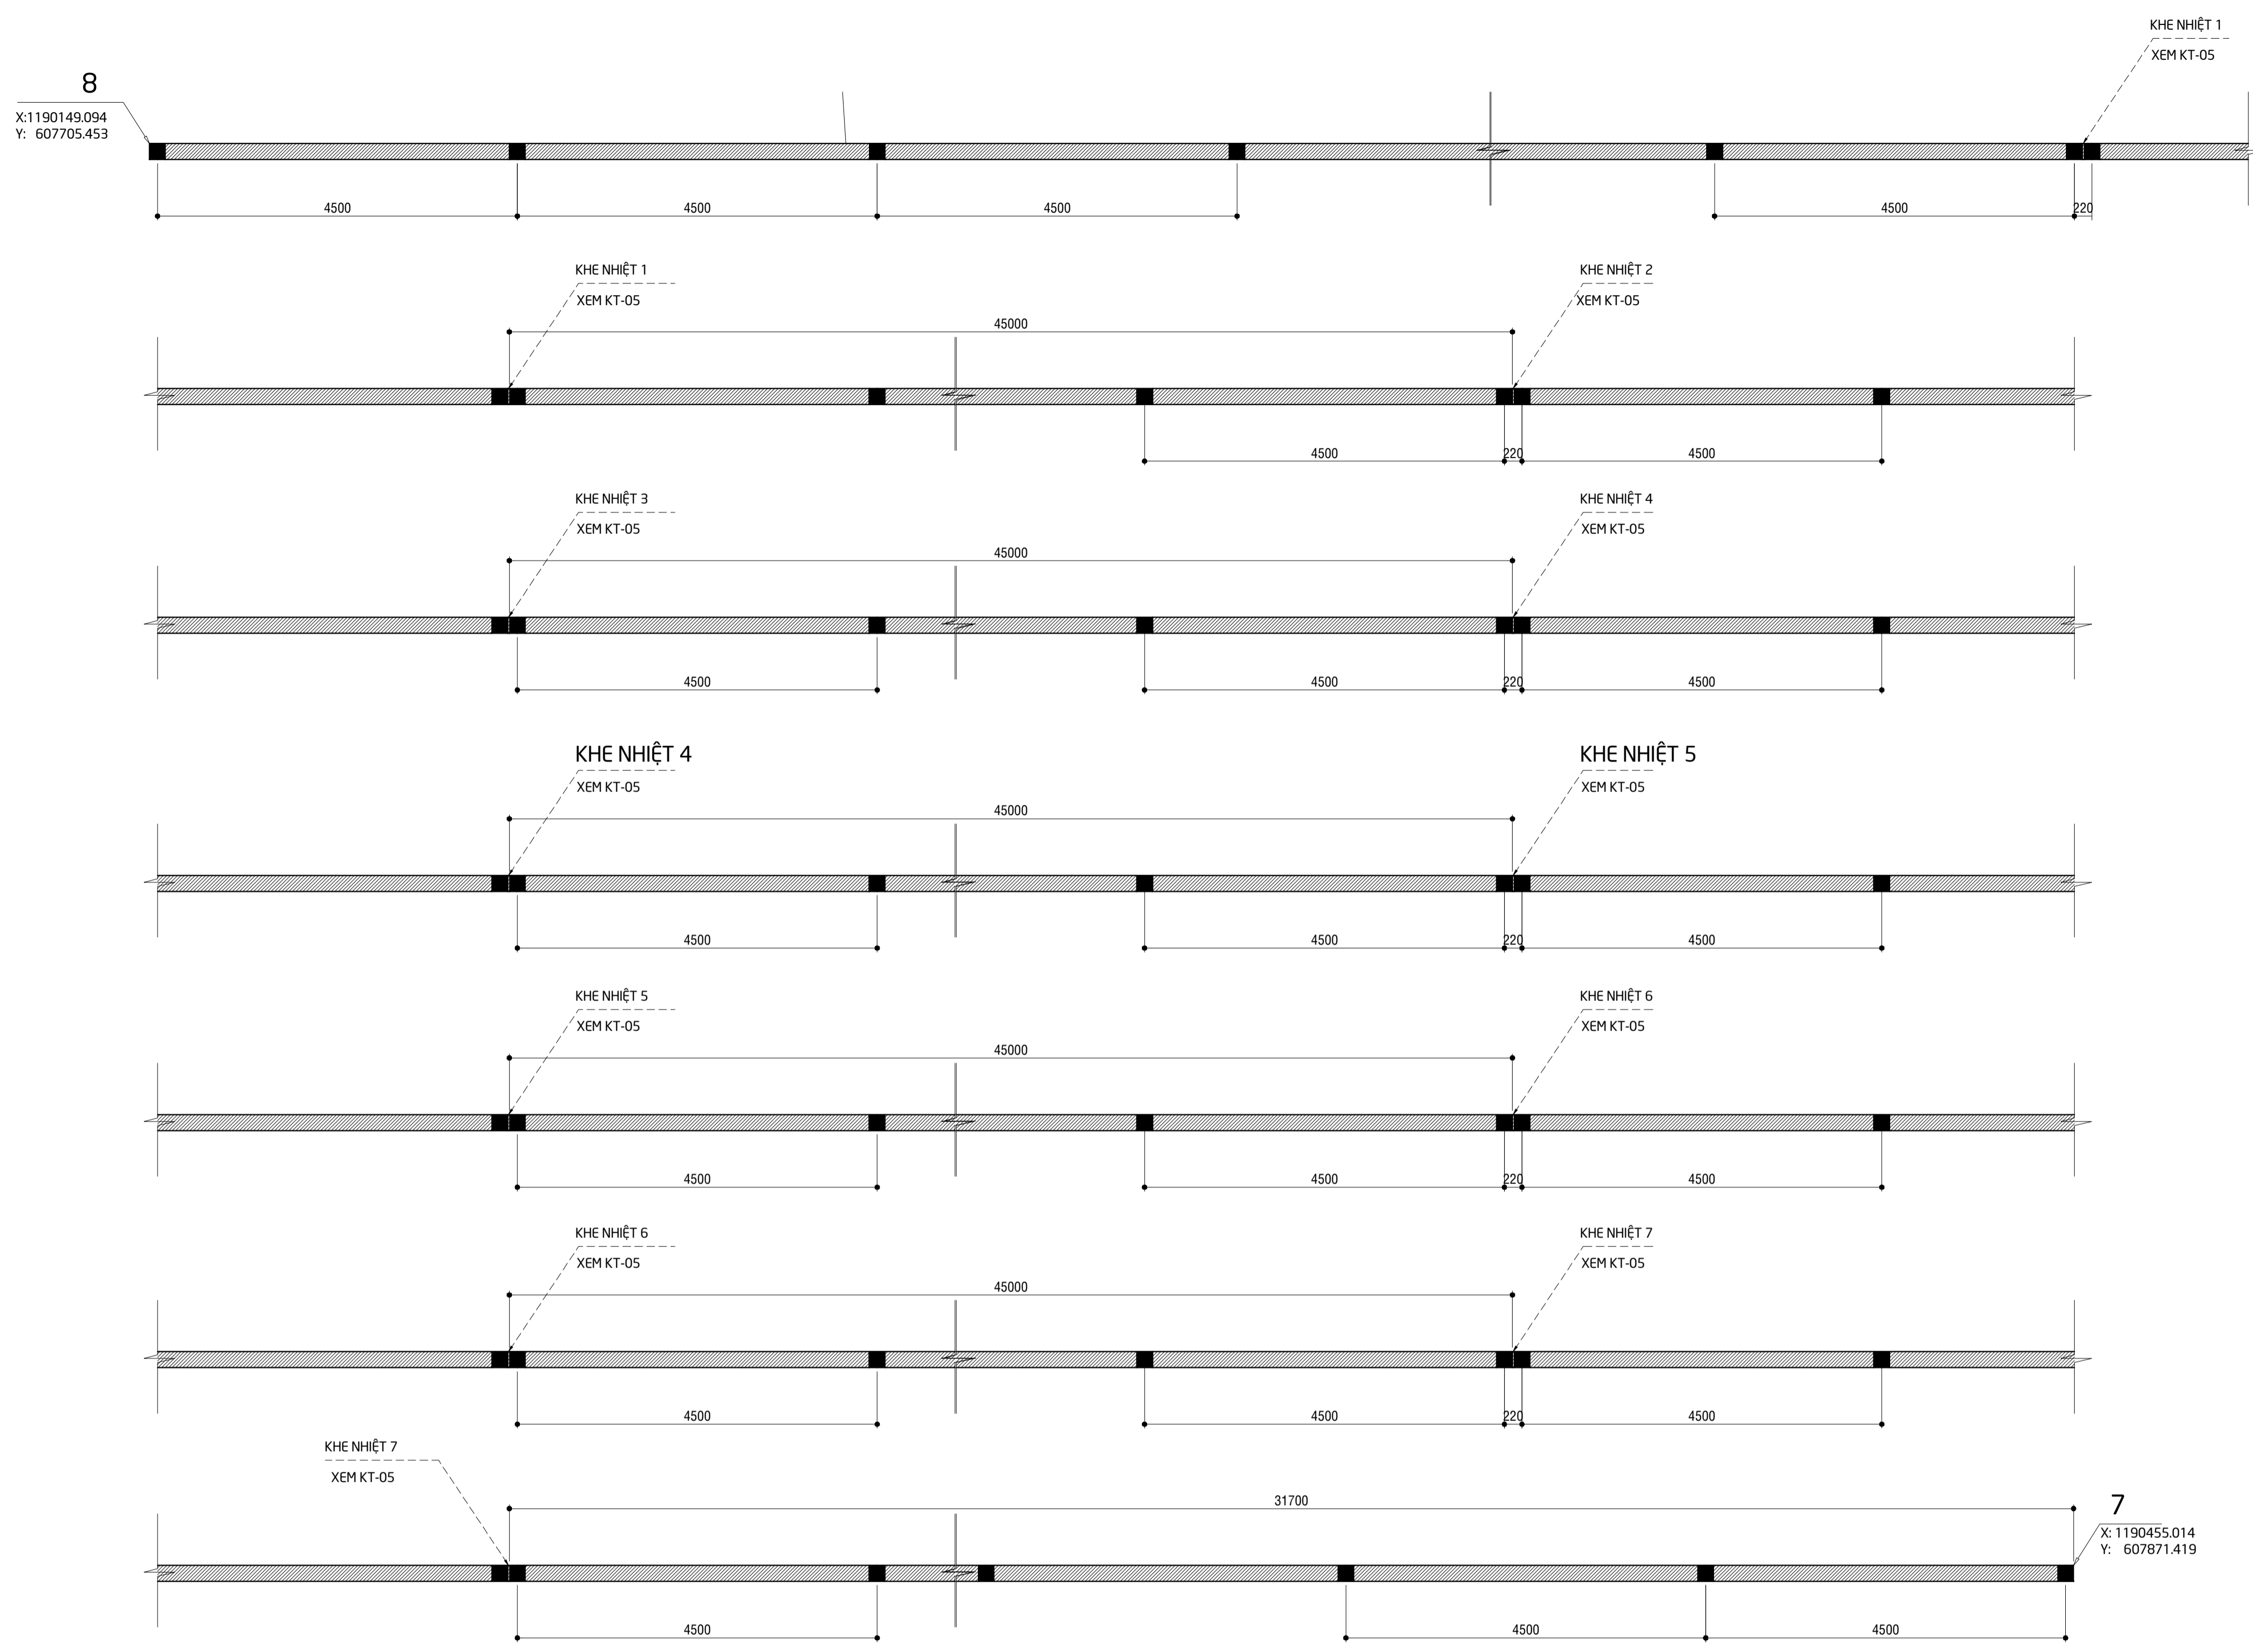 KHE NHIỆT 1
XEM KT-05
8
X:1190149.094
Y: 607705.453
4500
4500
4500
4500
220
KHE NHIỆT 1
XEM KT-05
KHE NHIỆT 2
XEM KT-05
45000
4500
220
4500
KHE NHIỆT 3
XEM KT-05
KHE NHIỆT 4
XEM KT-05
45000
4500
4500
220
4500
KHE NHIỆT 4
XEM KT-05
KHE NHIỆT 5
XEM KT-05
45000
4500
4500
220
4500
KHE NHIỆT 5
XEM KT-05
KHE NHIỆT 6
XEM KT-05
45000
4500
4500
220
4500
KHE NHIỆT 6
XEM KT-05
KHE NHIỆT 7
XEM KT-05
45000
4500
4500
220
4500
KHE NHIỆT 7
XEM KT-05
31700
7
X: 1190455.014
Y: 607871.419
4500
4500
4500